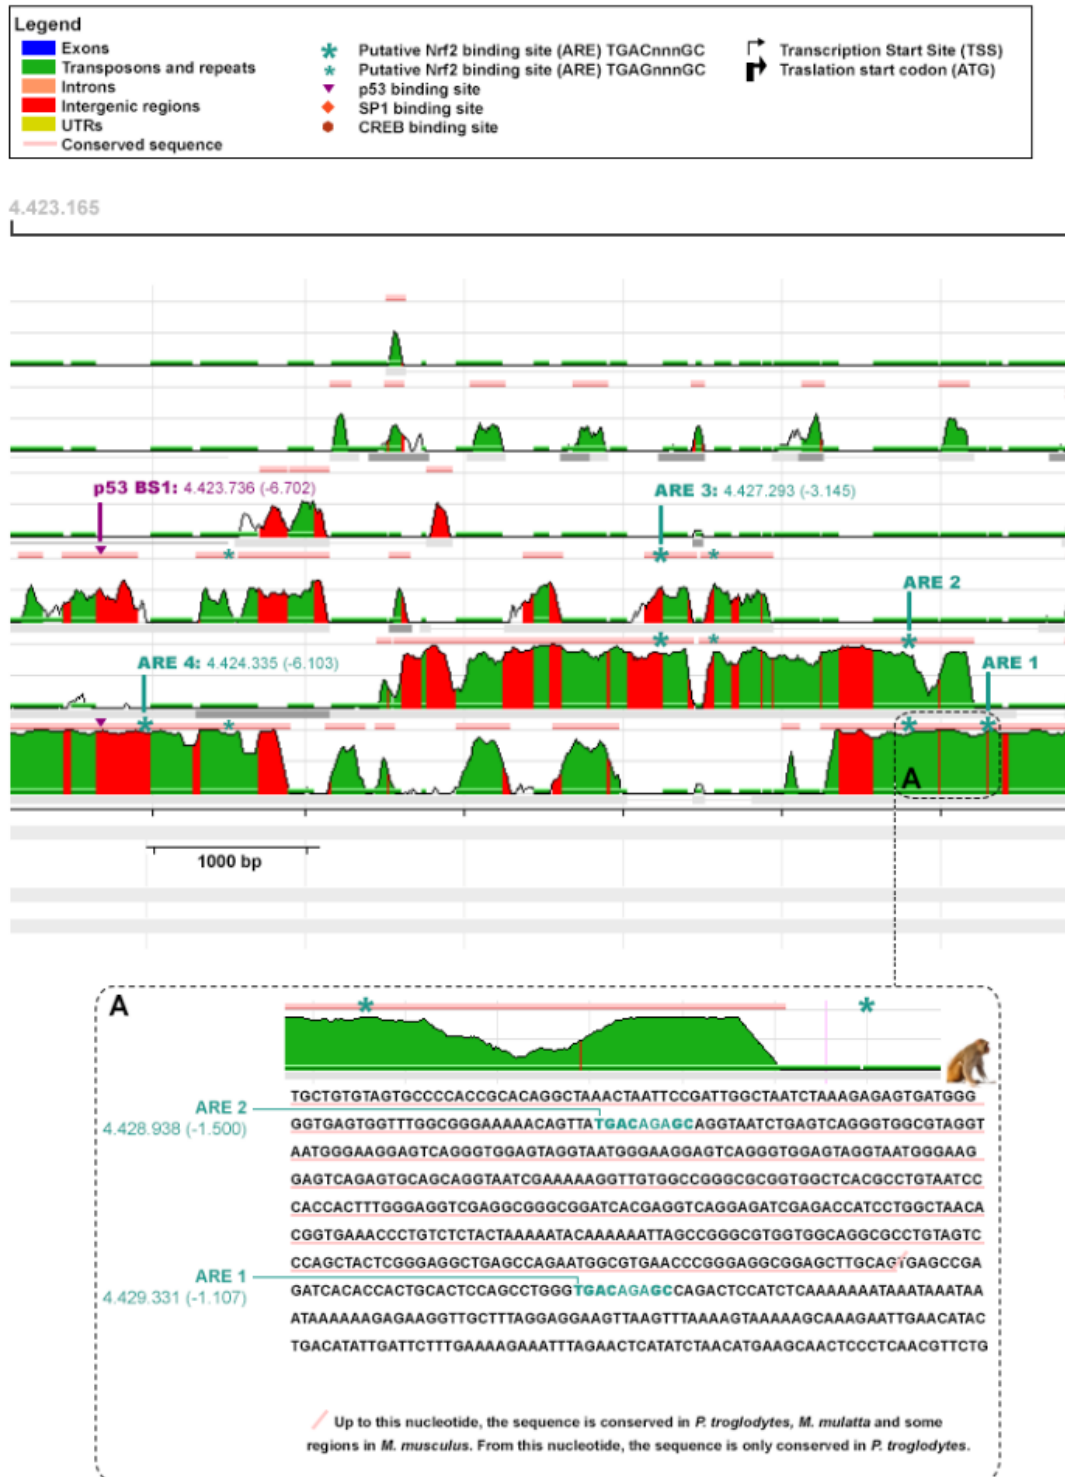 Legend
Exons
Transposons and repeats
Introns
Intergenic regions
UTRs
Conserved sequence
Putative Nrf2 binding site (ARE) TGACnnnGC
Putative Nrf2 binding site (ARE) TGAGnnnGC
p53 binding site
SP1 binding site
CREB binding site
Transcription Start Site (TSS)
Traslation start codon (ATG)
4.423.165
p53 BS1: 4.423.736 (-6.702)
ARE 3: 4.427.293 (-3.145)
ARE 2
ARE 4: 4.424.335 (-6.103)
ARE 1
A
1000 bp
A
TGCTGTGTAGTGCCCCACCGCACAGGCTAAACTAATTCCGATTGGCTAATCTAAAGAGAGTGATGGG
ARE 2
4.428.938 (-1.500)
GGTGAGTGGTTTGGCGGGAAAAACAGTTATGACAGAGCAGGTAATCTGAGTCAGGGTGGCGTAGGT
AATGGGAAGGAGTCAGGGTGGAGTAGGTAATGGGAAGGAGTCAGGGTGGAGTAGGTAATGGGAAG
GAGTCAGAGTGCAGCAGGTAATCGAAAAAGGTTGTGGCCGGGCGCGGTGGCTCACGCCTGTAATCC
CACCACTTTGGGAGGTCGAGGCGGGCGGATCACGAGGTCAGGAGATCGAGACCATCCTGGCTAACA
CGGTGAAACCCTGTCTCTACTAAAAATACAAAAAATTAGCCGGGCGTGGTGGCAGGCGCCTGTAGTC
CCAGCTACTCGGGAGGCTGAGCCAGAATGGCGTGAACCCGGGAGGCGGAGCTTGCAGTGAGCCGA
ARE 1
4.429.331 (-1.107)
GATCACACCACTGCACTCCAGCCTGGGTGACAGAGCCAGACTCCATCTCAAAAAAATAAATAAATAA
ATAAAAAAGAGAAGGTTGCTTTAGGAGGAAGTTAAGTTTAAAAGTAAAAAGCAAAGAATTGAACATAC
TGACATATTGATTCTTTGAAAAGAAATTTAGAACTCATATCTAACATGAAGCAACTCCCTCAACGTTCTG
Up to this nucleotide, the sequence is conserved in P. troglodytes, M. mulatta and some
regions in M. musculus. From this nucleotide, the sequence is only conserved in P. troglodytes.